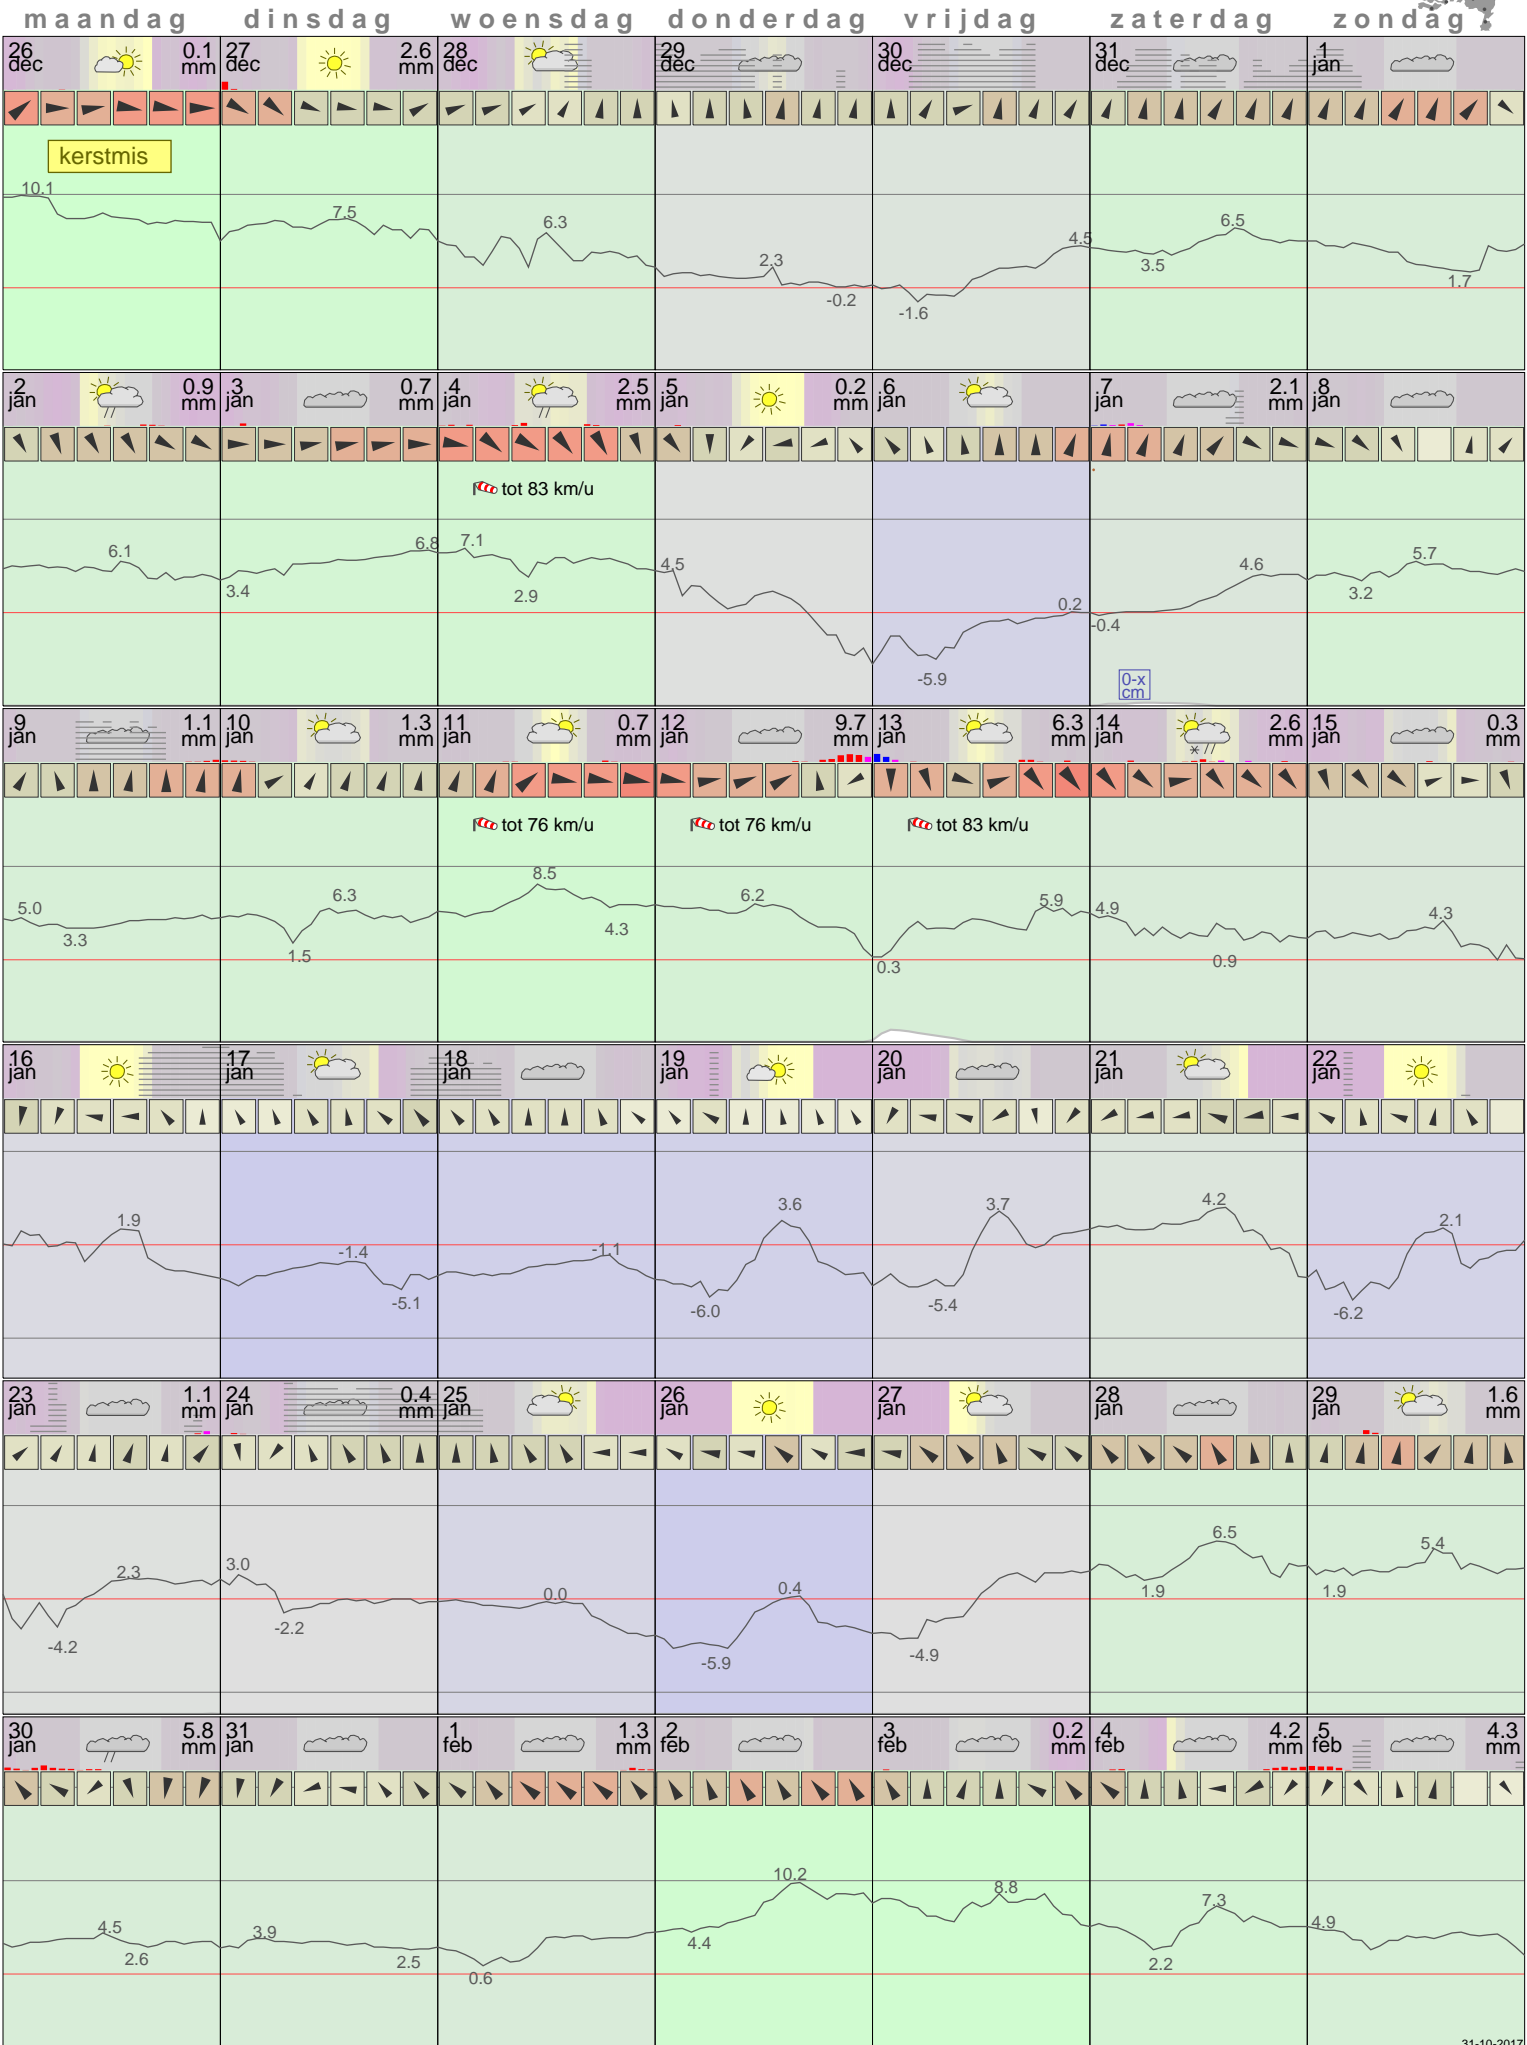 maandag dinsdag woensdag donderdag vrijdag zaterdag zondag
26 dec 0.1 mm 27 dec 2.6 mm 28 dec 29 dec 30 dec 31 dec 1 jan
kerstmis
10.1 7.5 6.3 2.3 -0.2 -1.6 4.5 3.5 6.5 1.7
2 jan 0.9 mm 3 jan 0.7 mm 4 jan 2.5 mm 5 jan 0.2 mm 6 jan 7 jan 2.1 mm 8 jan
tot 83 km/u
6.1 3.4 6.8 7.1 2.9 4.5 -5.9 0.2 -0.4 4.6 3.2 5.7
0-x cm
9 jan 1.1 mm 10 jan 1.3 mm 11 jan 0.7 mm 12 jan 9.7 mm 13 jan 6.3 mm 14 jan 2.6 mm 15 jan 0.3 mm
tot 76 km/u tot 76 km/u tot 83 km/u
5.0 3.3 1.5 6.3 8.5 4.3 6.2 0.3 5.9 4.9 0.9 4.3
16 jan 17 jan 18 jan 19 jan 20 jan 21 jan 22 jan
1.9 -1.4 -5.1 -1.1 -6.0 3.6 -5.4 3.7 4.2 -6.2 2.1
23 jan 1.1 mm 24 jan 0.4 mm 25 jan 26 jan 27 jan 28 jan 29 jan 1.6 mm
-4.2 2.3 3.0 -2.2 0.0 -5.9 0.4 -4.9 1.9 6.5 1.9 5.4
30 jan 5.8 mm 31 jan 1 feb 1.3 mm 2 feb 3 feb 0.2 mm 4 feb 4.2 mm 5 feb 4.3 mm
4.5 2.6 3.9 2.5 0.6 4.4 10.2 8.8 2.2 7.3 4.9
31-10-2017